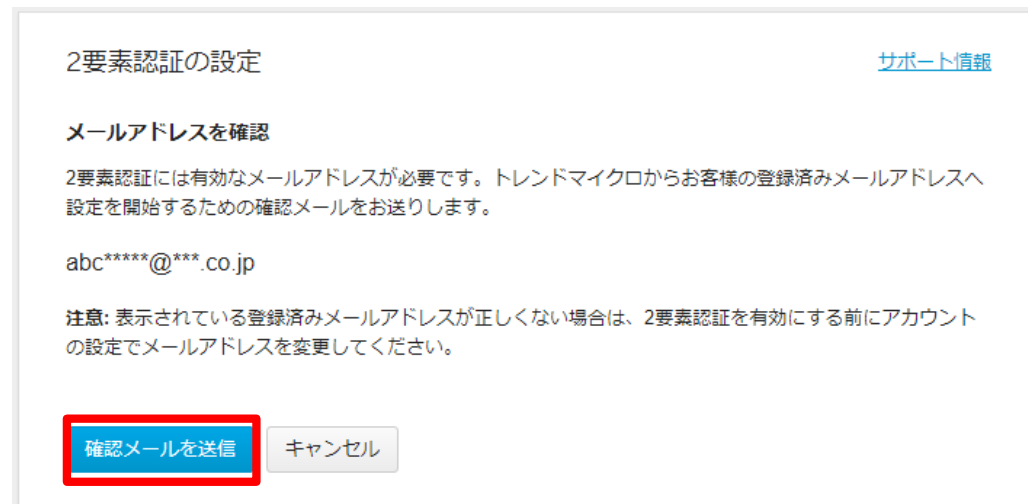 2要素認証の設定
サポート情報
メールアドレスを確認
2要素認証には有効なメールアドレスが必要です。トレンドマイクロからお客様の登録済みメールアドレスへ
設定を開始するための確認メールをお送りします。
abc*****@***.co.jp
注意: 表示されている登録済みメールアドレスが正しくない場合は、2要素認証を有効にする前にアカウント
の設定でメールアドレスを変更してください。
確認メールを送信
キャンセル